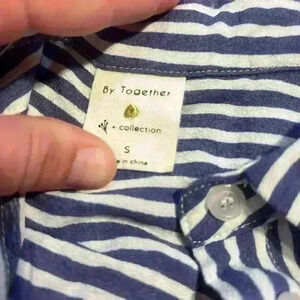 By Together
+ collection
S
in china